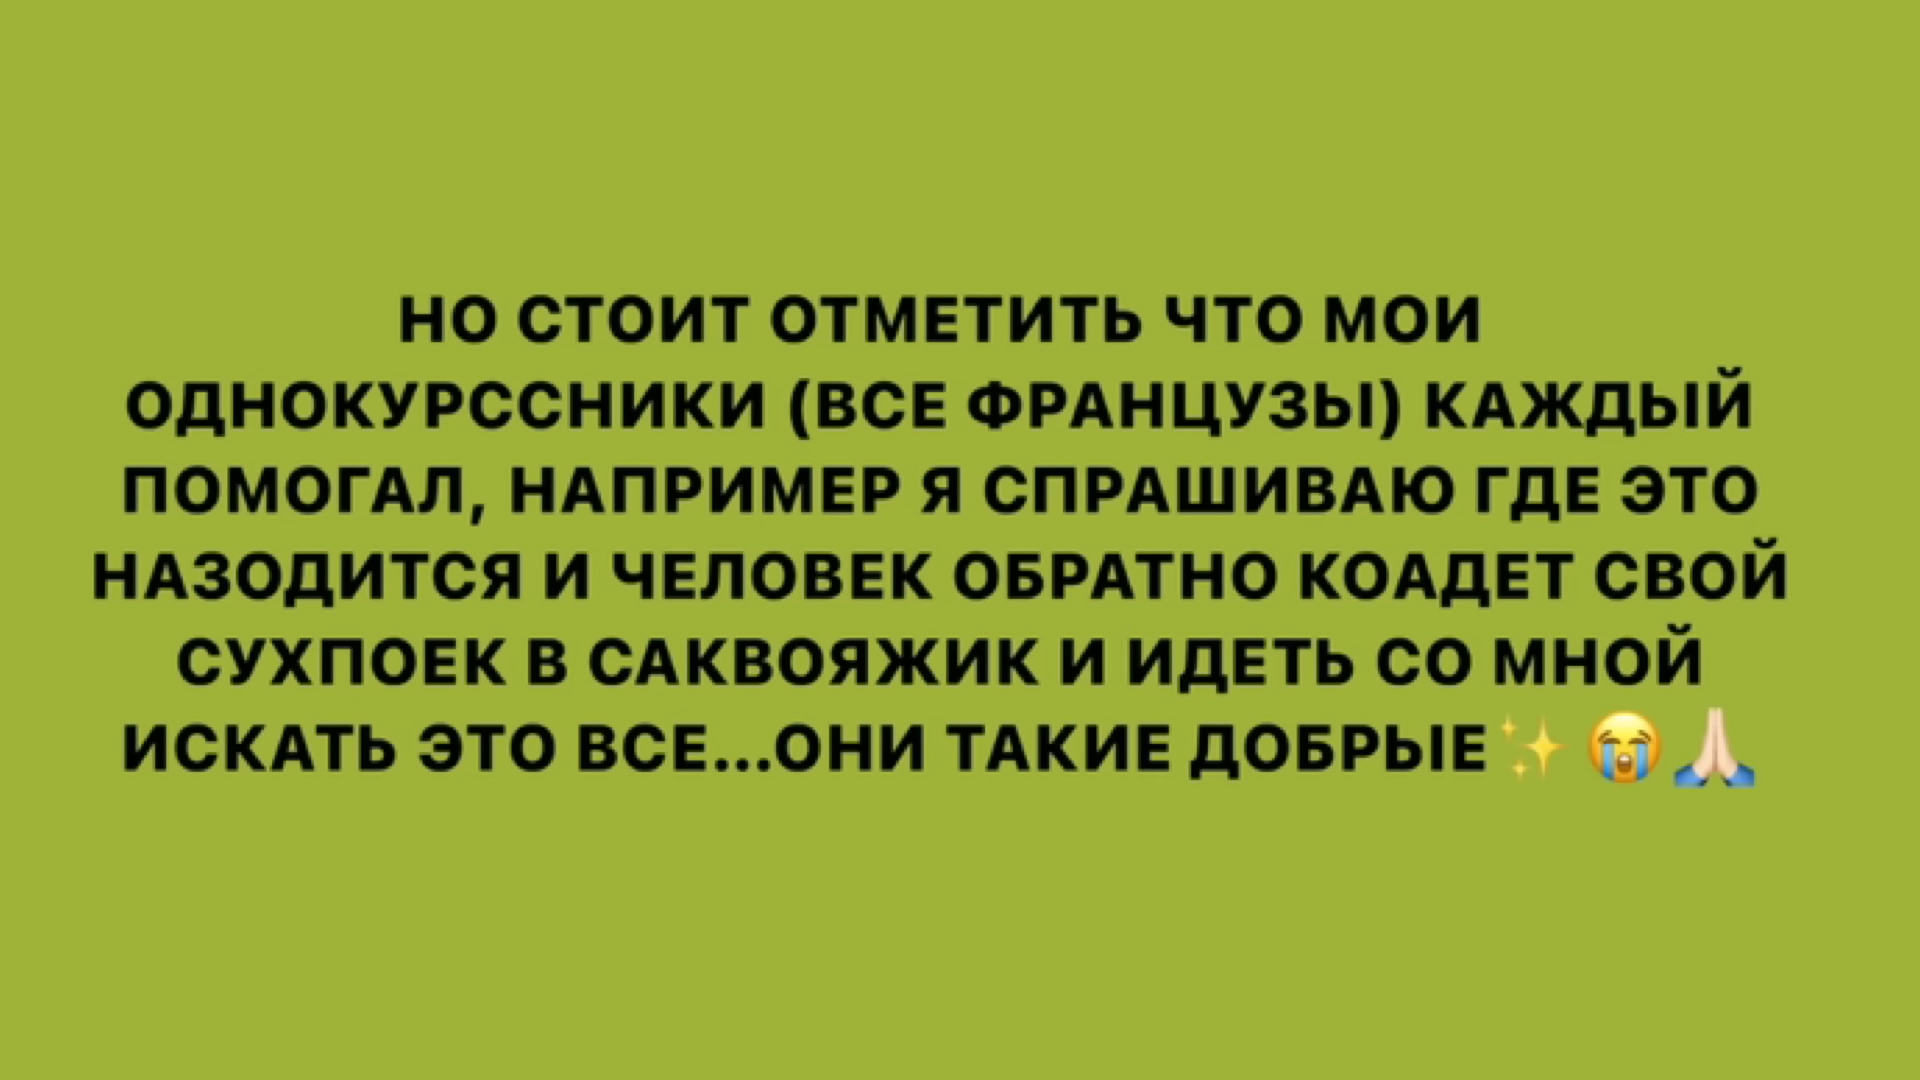 НО СТОИТ ОТМЕТИТЬ ЧТО МОИ
ОДНОКУРССНИКИ (ВСЕ ФРАНЦУЗЫ) КАЖДЫЙ
ПОМОГАЛ, НАПРИМЕР Я СПРАШИВАЮ ГДЕ ЭТО
НАЗОДИТСЯ И ЧЕЛОВЕК ОБРАТНО КОАДЕТ СВОЙ
СУХПОЕК В САКВОЯЖИК И ИДЕТЬ СО МНОЙ
ИСКАТЬ ЭТО ВСЕ...ОНИ ТАКИЕ ДОБРЫЕ✨😭🙏🏻